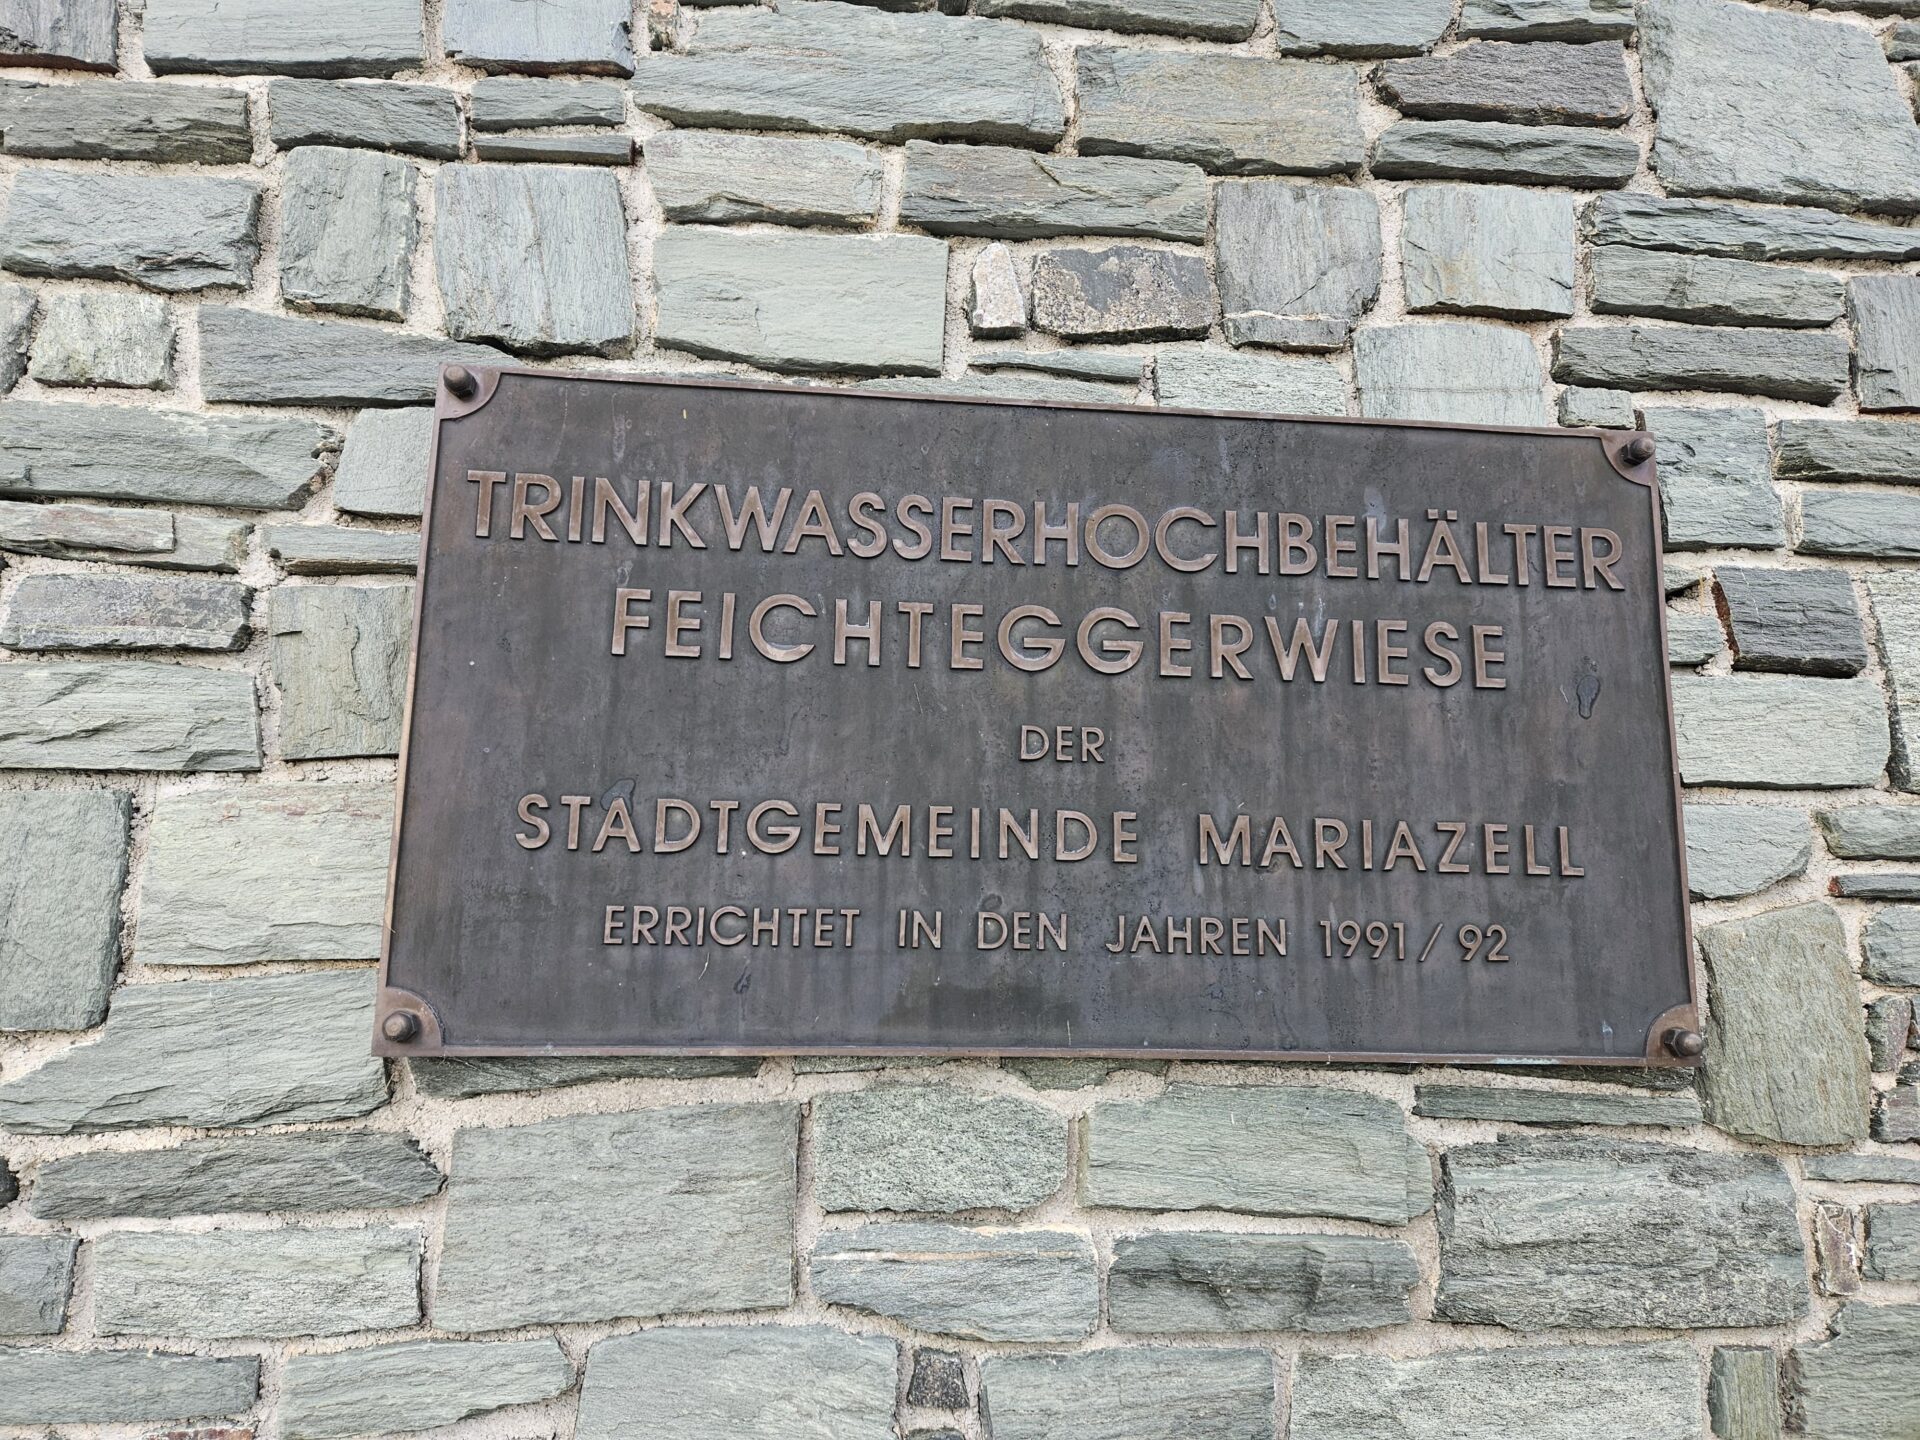 TRINKWASSERHOCHBEHÄLTER
FEICHTEGGERWIESE
DER
STADTGEMEINDE MARIAZELL
ERRICHTET IN DEN JAHREN 1991/92